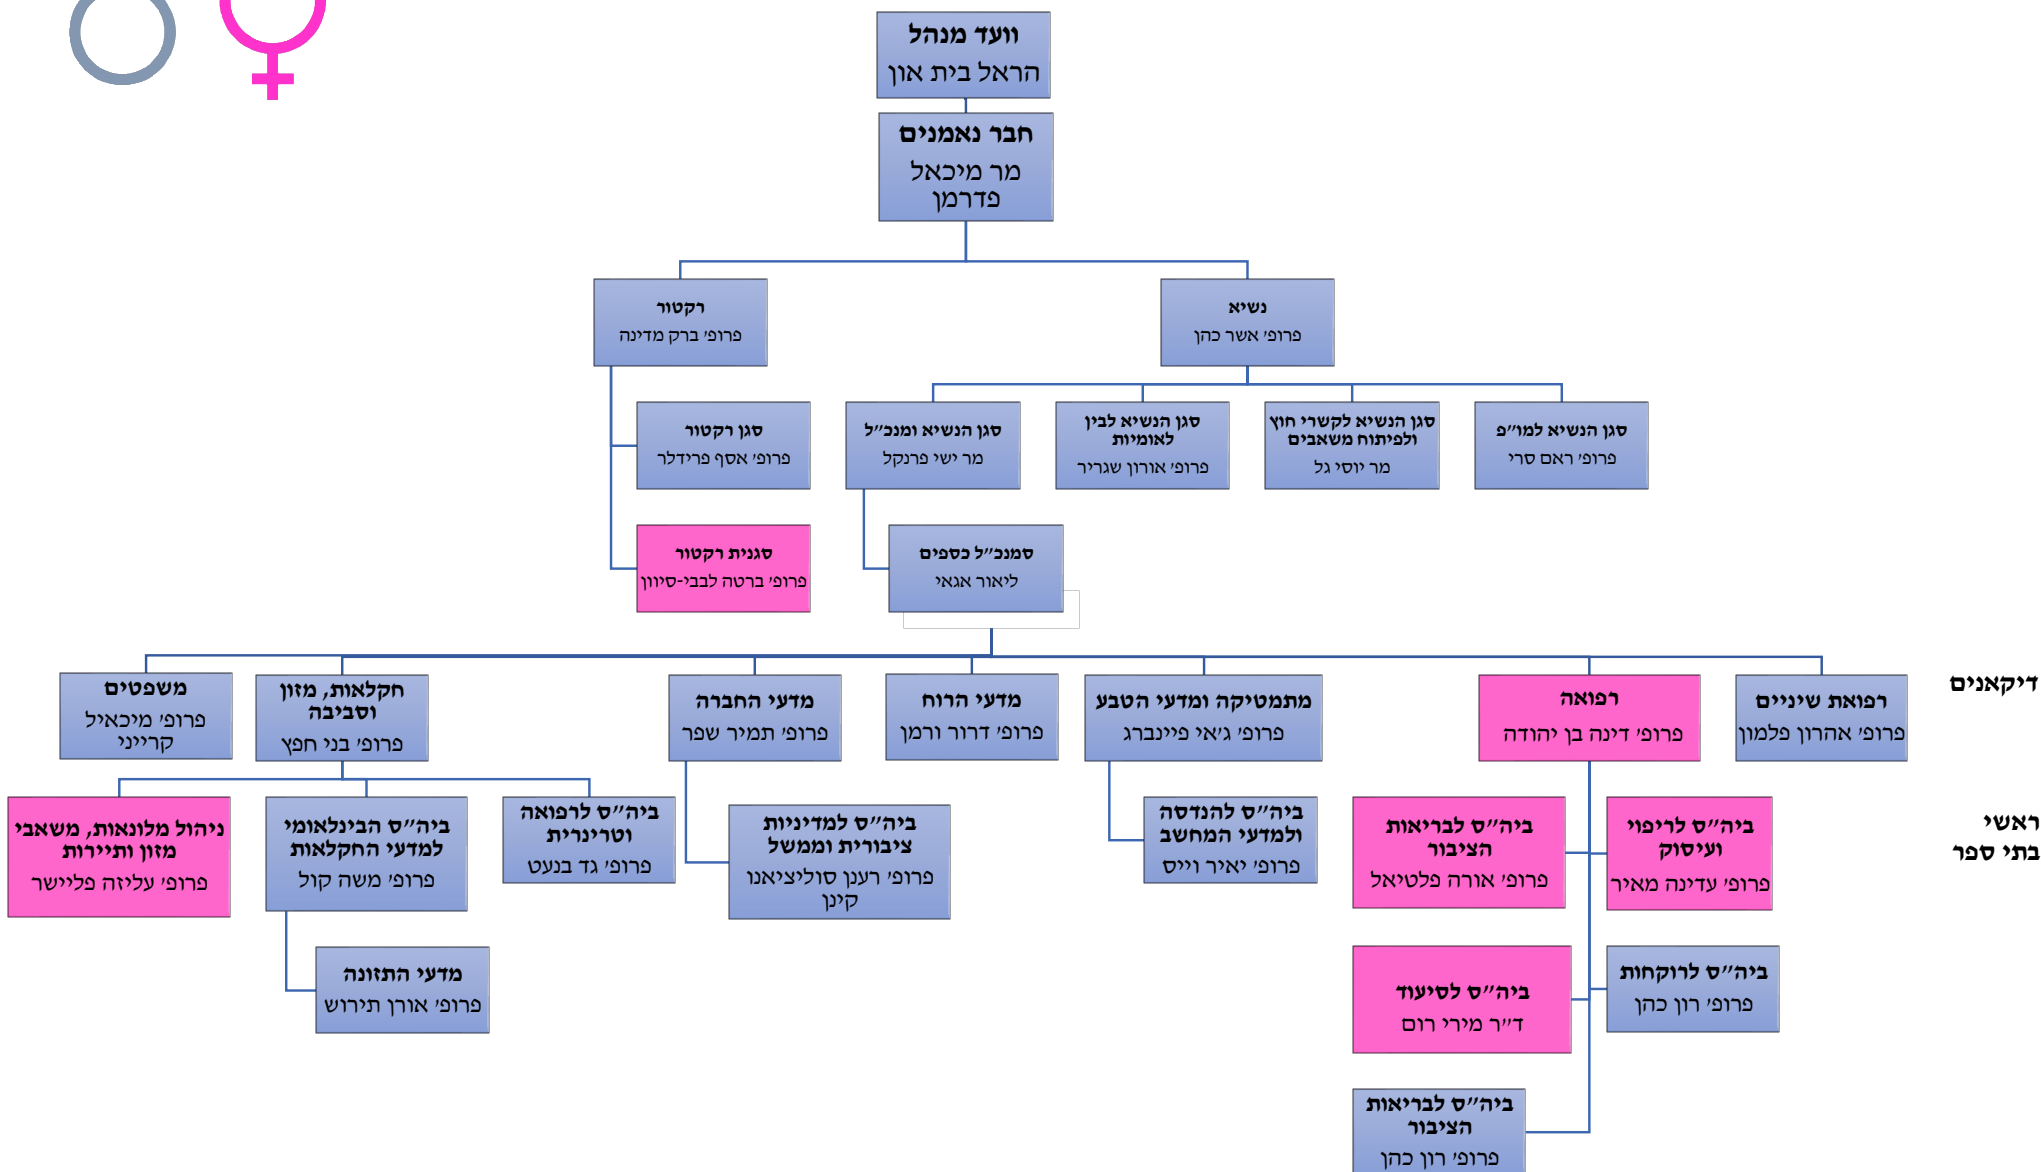 וועד מנהל
הראל בית און
חבר נאמנים
מר מיכאל
פדרמן
נשיא
פרופ' אשר כהן
רקטור
פרופ' ברק מדינה
סגן הנשיא למו״פ
פרופ' ראם סרי
סגן הנשיא לקשרי חוץ
ולפיתוח משאבים
מר יוסי גל
סגן הנשיא לבין
לאומיות
פרופ' אורון שגריר
סגן הנשיא ומנכ״ל
מר ישי פרנקל
סגן רקטור
פרופ' אסף פרידלר
סמנכ״ל כספים
ליאור אגאי
סגנית רקטור
פרופ' ברטה לבבי-סיוון
דיקאנים
רפואת שיניים
פרופ' אהרון פלמון
רפואה
פרופ' דינה בן יהודה
מתמטיקה ומדעי הטבע
פרופ' ג'אי פיינברג
מדעי הרוח
פרופ' דרור ורמן
מדעי החברה
פרופ' תמיר שפר
חקלאות, מזון
וסביבה
פרופ' בני חפץ
משפטים
פרופ' מיכאיל
קרייני
ראשי
בתי ספר
ביה״ס לריפוי
ועיסוק
פרופ' עדינה מאיר
ביה״ס לבריאות
הציבור
פרופ' אורה פלטיאל
ביה״ס להנדסה
ולמדעי המחשב
פרופ' יאיר וייס
ביה״ס למדיניות
ציבורית וממשל
פרופ' רענן סוליציאנו
קינן
ביה״ס לרפואה
וטרינרית
פרופ' גד בנעט
ביה״ס הבינלאומי
למדעי החקלאות
פרופ' משה קול
ניהול מלונאות, משאבי
מזון ותיירות
פרופ' עליזה פליישר
ביה״ס לרוקחות
פרופ' רון כהן
ביה״ס לסיעוד
ד״ר מירי רום
מדעי התזונה
פרופ' אורן תירוש
ביה״ס לבריאות
הציבור
פרופ' רון כהן